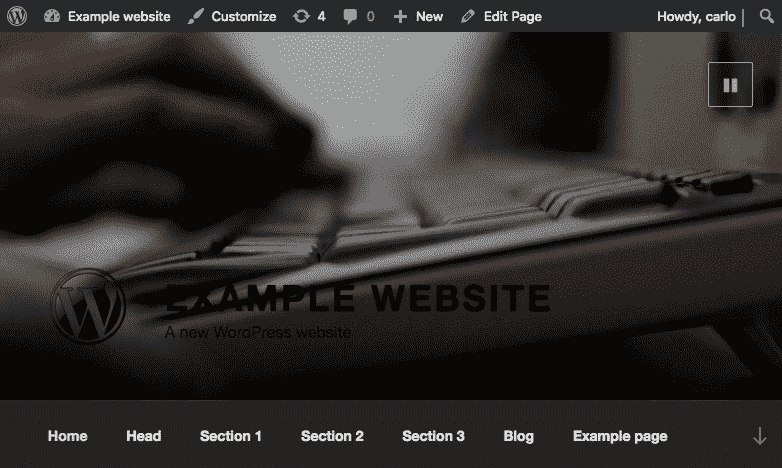 Example website Customize 4 0 New Edit Page Howdy, carlo
EXAMPLE WEBSITE
A new WordPress website
Home Head Section 1 Section 2 Section 3 Blog Example page